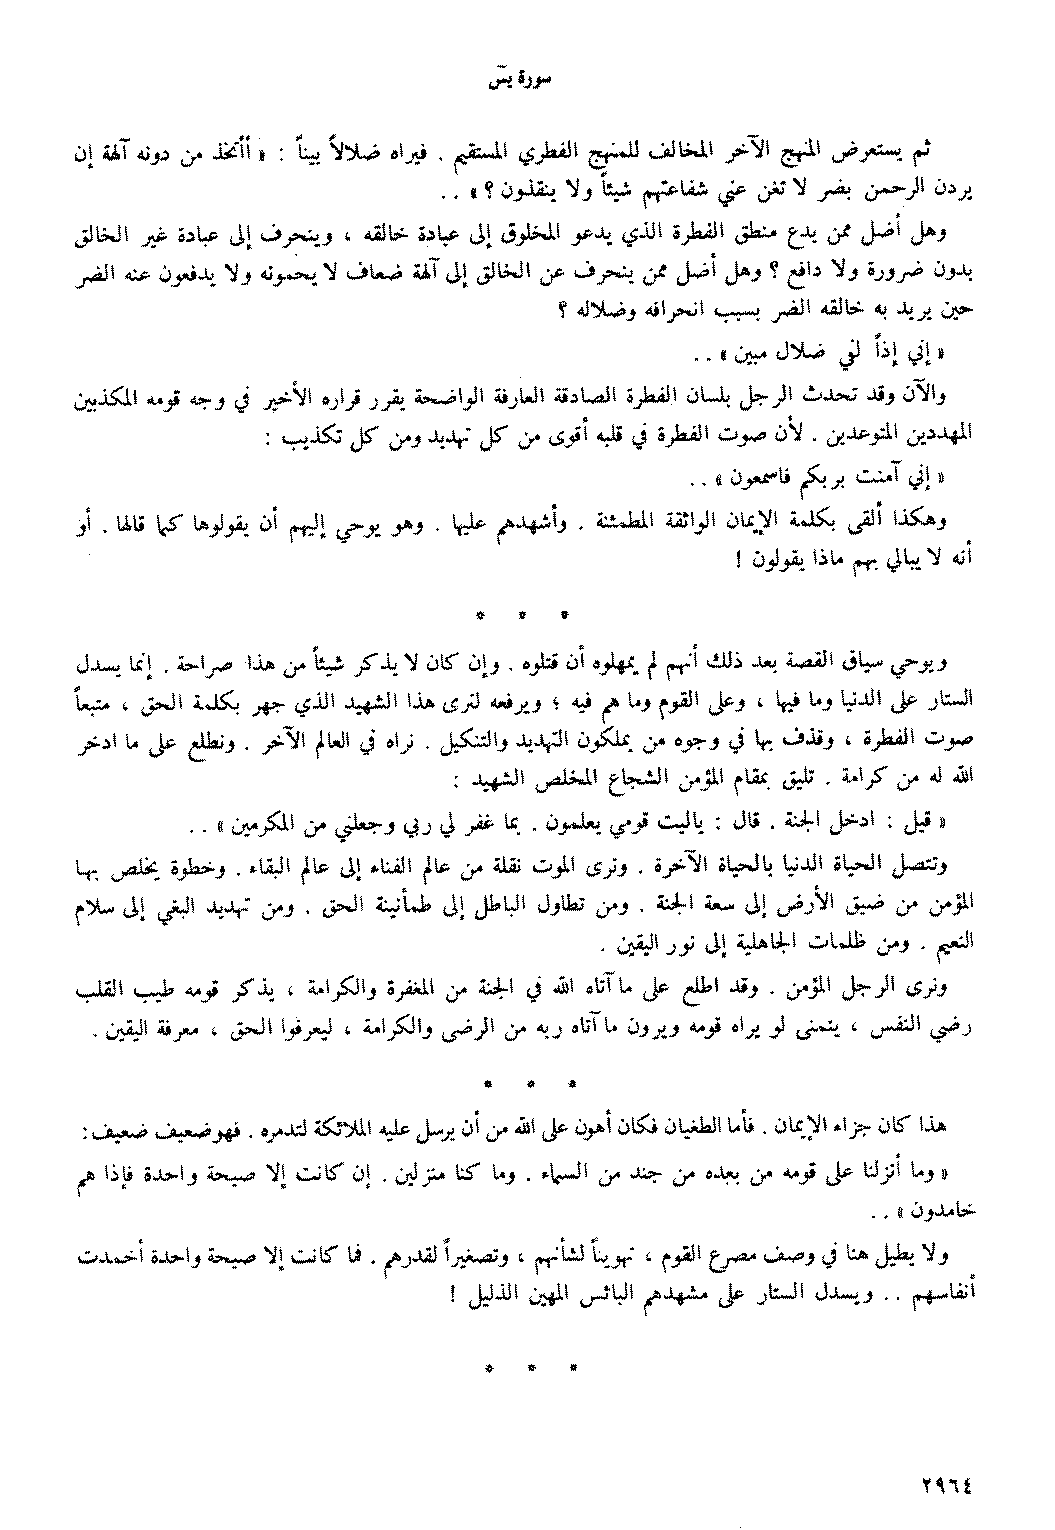 سورة يسٓ
ثم يستعرض المنهج الآخر المخالف للمنهج الفطري المستقيم . فيراه ضلالاً بيناً : « أأتخذ من دونه آلهة إن
يردن الرحمن بضر لا تغن عني شفاعتهم شيئاً ولا ينقذون ؟ » . .
وهل أضل ممن يدع منطق الفطرة الذي يدعو المخلوق إلى عبادة خالقه ، وينحرف إلى عبادة غير الخالق
بدون ضرورة ولا دافع ؟ وهل أضل ممن ينحرف عن الخالق إلى آلهة ضعاف لا يحمونه ولا يدفعون عنه الضر
حين يريد به خالقه الضر بسبب انحرافه وضلاله ؟
« إني إذاً لفي ضلال مبين » . .
والآن وقد تحدث الرجل بلسان الفطرة الصادقة العارفة الواضحة يقرر قراره الأخير في وجه قومه المكذبين
المهددين المتوعدين . لأن صوت الفطرة في قلبه أقوى من كل تهديد ومن كل تكذيب :
« إني آمنت بربكم فاسمعون » . .
وهكذا ألقى بكلمة الإيمان الواثقة المطمئنة . وأشهدهم عليها . وهو يوحي إليهم أن يقولوها كما قالها . أو
أنه لا يبالي بهم ماذا يقولون !
* * *
ويوحي سياق القصة بعد ذلك أنهم لم يمهلوه أن قتلوه . وإن كان لا يذكر شيئاً من هذا صراحة . إنما يسدل
الستار على الدنيا وما فيها ، وعلى القوم وما هم فيه ؛ ويرفعه لنرى هذا الشهيد الذي جهر بكلمة الحق ، متبعاً
صوت الفطرة ، وقذف بها في وجوه من يملكون التهديد والتنكيل . نراه في العالم الآخر . ونطلع على ما ادخر
الله له من كرامة . تليق بمقام المؤمن الشجاع المخلص الشهيد :
« قيل : ادخل الجنة . قال : ياليت قومي يعلمون . بما غفر لي ربي وجعلني من المكرمين » . .
وتتصل الحياة الدنيا بالحياة الآخرة . ونرى الموت نقلة من عالم الفناء إلى عالم البقاء . وخطوة يخلص بها
المؤمن من ضيق الأرض إلى سعة الجنة . ومن تطاول الباطل إلى طمأنينة الحق . ومن تهديد البغي إلى سلام
النعيم . ومن ظلمات الجاهلية إلى نور اليقين .
ونرى الرجل المؤمن . وقد اطلع على ما آتاه الله في الجنة من المغفرة والكرامة ، يذكر قومه طيب القلب
رضي النفس ، يتمنى لو يراه قومه ويرون ما آتاه ربه من الرضى والكرامة ، ليعرفوا الحق ، معرفة اليقين .
* * *
هذا كان جزاء الإيمان . فأما الطغيان فكان أهون على الله من أن يرسل عليه الملائكة لتدمره . فهو ضعيف ضعيف :
« وما أنزلنا على قومه من بعده من جند من السماء . وما كنا منزلين . إن كانت إلا صيحة واحدة فإذا هم
خامدون » . .
ولا يطيل هنا في وصف مصرع القوم ، تهويناً لشأنهم ، وتصغيراً لقدرهم . فما كانت إلا صيحة واحدة أخمدت
أنفاسهم . . ويسدل الستار على مشهدهم البائس المهين الذليل !
* * *
٢٩٦٤